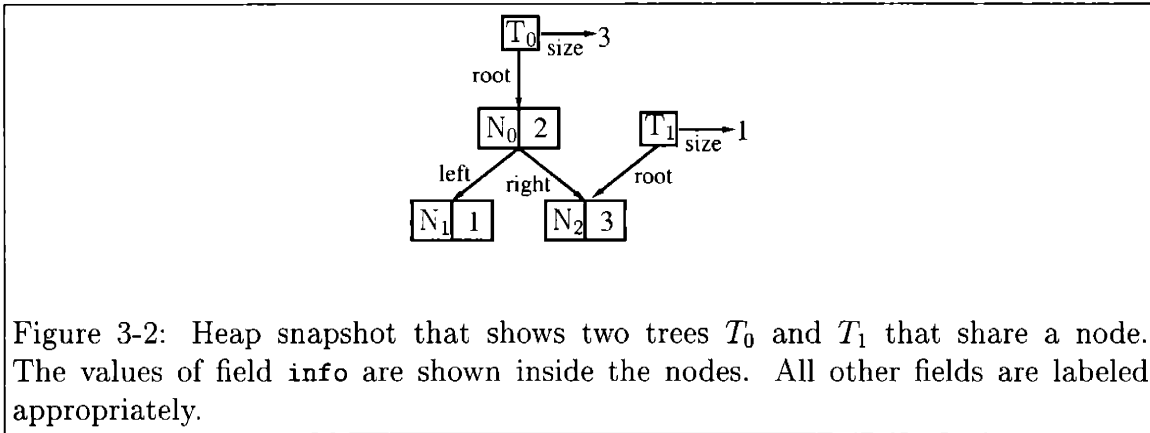 T₀
size
3
root
N₀ 2
T₁
size
1
left
right
root
N₁ 1
N₂ 3
Figure 3-2: Heap snapshot that shows two trees T₀ and T₁ that share a node.
The values of field info are shown inside the nodes. All other fields are labeled
appropriately.